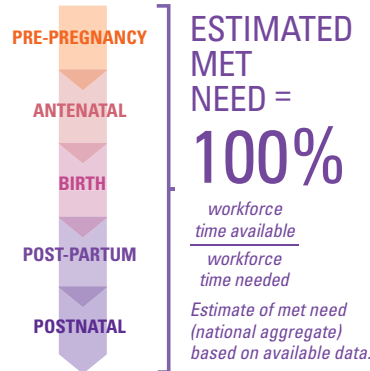 PRE-PREGNANCY
ANTENATAL
BIRTH
POST-PARTUM
POSTNATAL
ESTIMATED
MET
NEED =
100%
workforce
time available
workforce
time needed
Estimate of met need
(national aggregate)
based on available data.